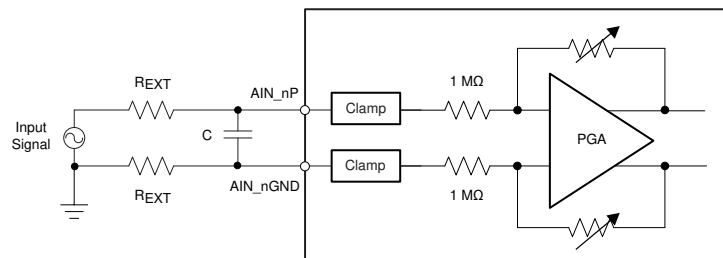 REXT
AIN_nP
Clamp
1 MΩ
Input
Signal
C
PGA
Clamp
REXT
AIN_nGND
1 MΩ